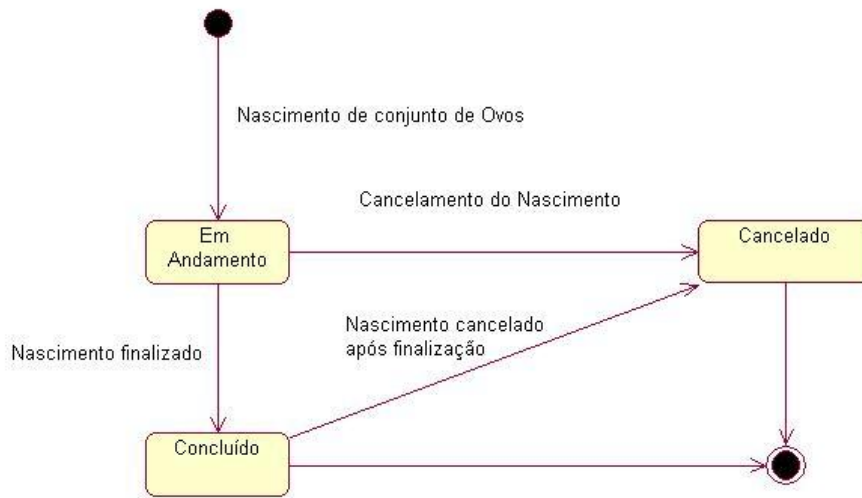 Nascimento de conjunto de Ovos
Cancelamento do Nascimento
Em
Andamento
Cancelado
Nascimento cancelado
após finalização
Nascimento finalizado
Concluído